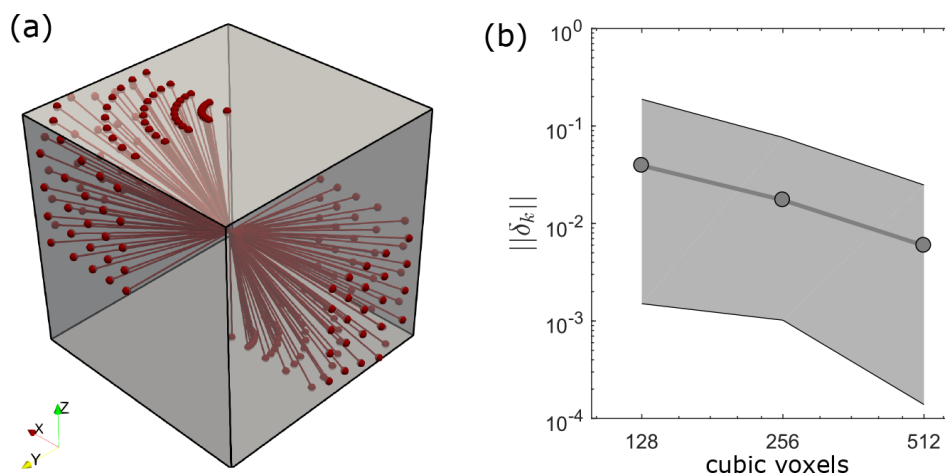 (a)
Z
X
Y
(b)
||δ_k||
10^0
10^-1
10^-2
10^-3
10^-4
128 256 512
cubic voxels